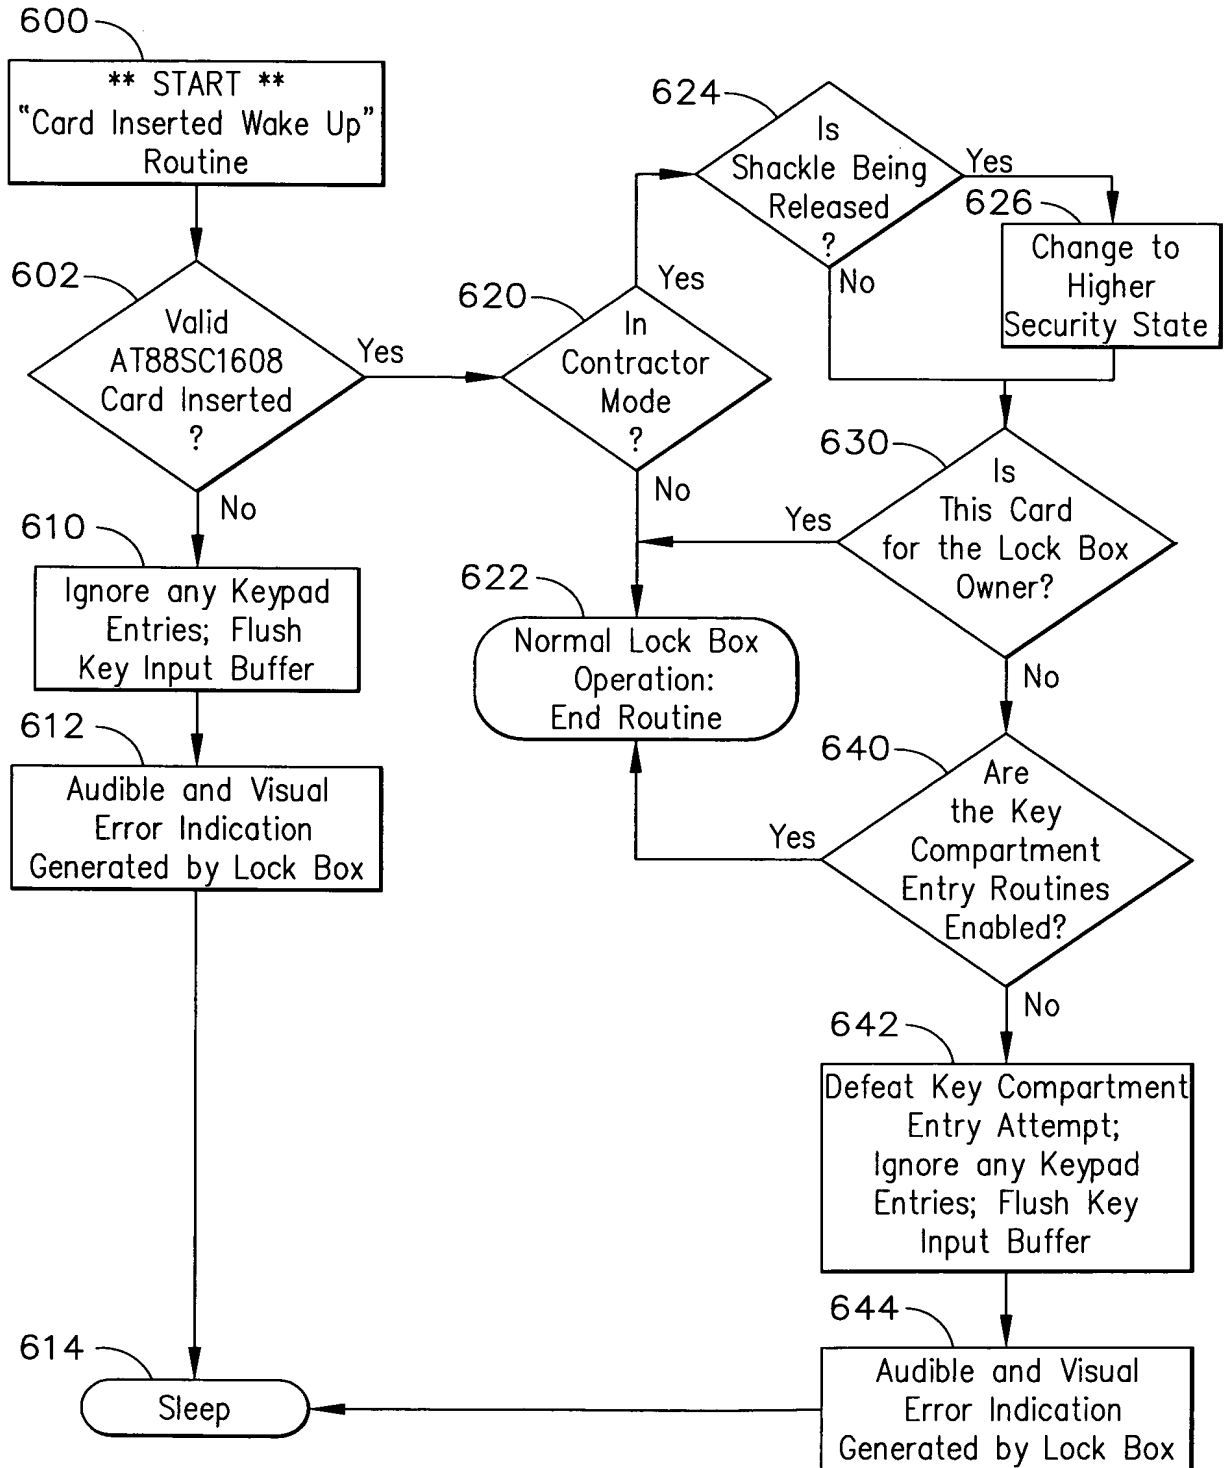 600
** START **
"Card Inserted Wake Up"
Routine
602
Valid
AT88SC1608
Card Inserted
?
Yes
No
610
Ignore any Keypad
Entries; Flush
Key Input Buffer
612
Audible and Visual
Error Indication
Generated by Lock Box
614
Sleep
620
In
Contractor
Mode
?
Yes
No
622
Normal Lock Box
Operation:
End Routine
624
Is
Shackle Being
Released
?
Yes
No
626
Change to
Higher
Security State
630
Is
This Card
for the Lock Box
Owner?
Yes
No
640
Are
the Key
Compartment
Entry Routines
Enabled?
Yes
No
642
Defeat Key Compartment
Entry Attempt;
Ignore any Keypad
Entries; Flush Key
Input Buffer
644
Audible and Visual
Error Indication
Generated by Lock Box